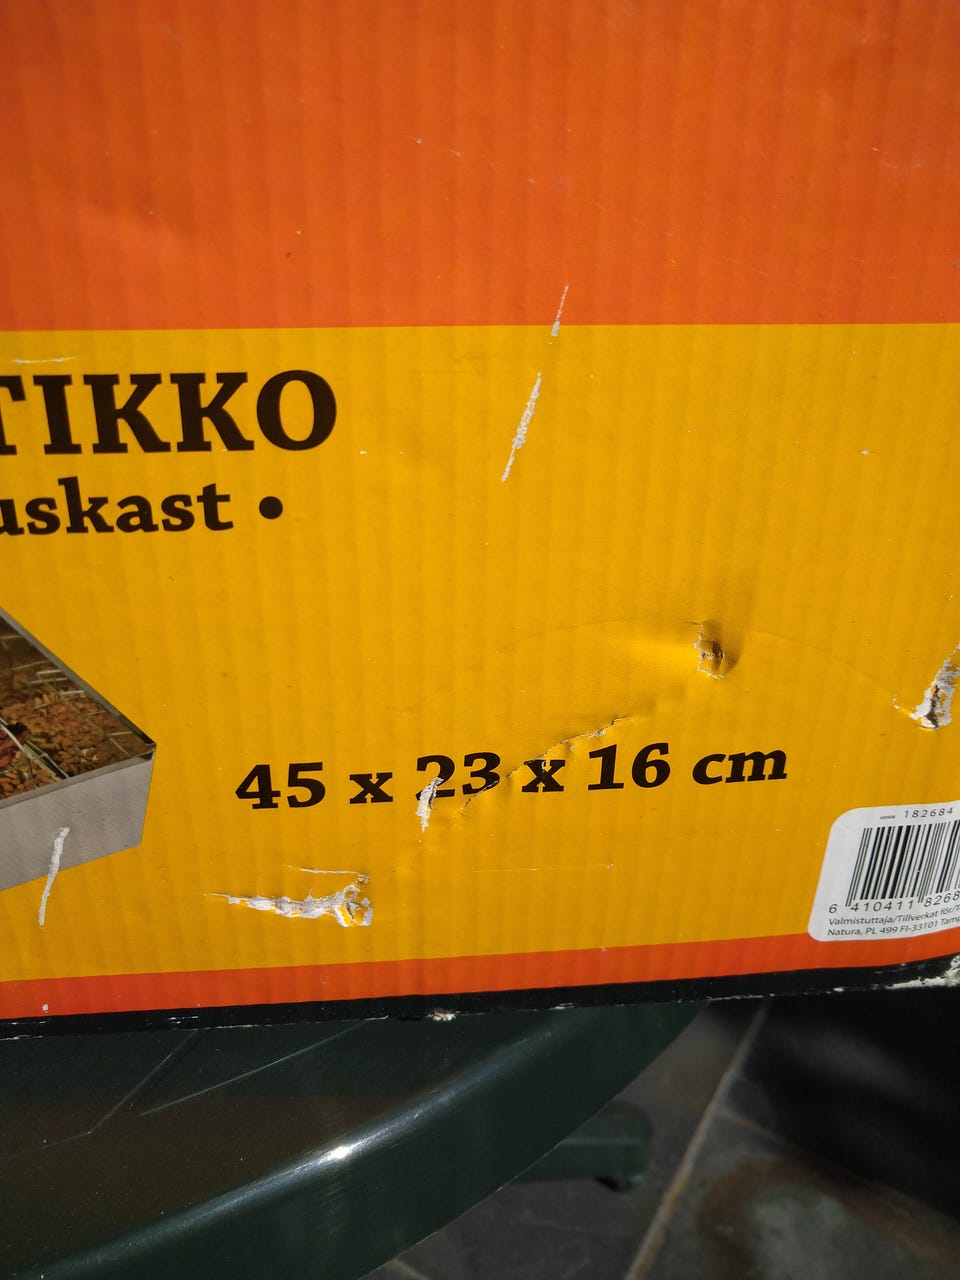 TIKKO
uskast •
45 x 23 x 16 cm
182684
6 410411 8268
Valmistuttaja/Tillverkat för/T
Natura, PL 499 FI-33101 Tamp